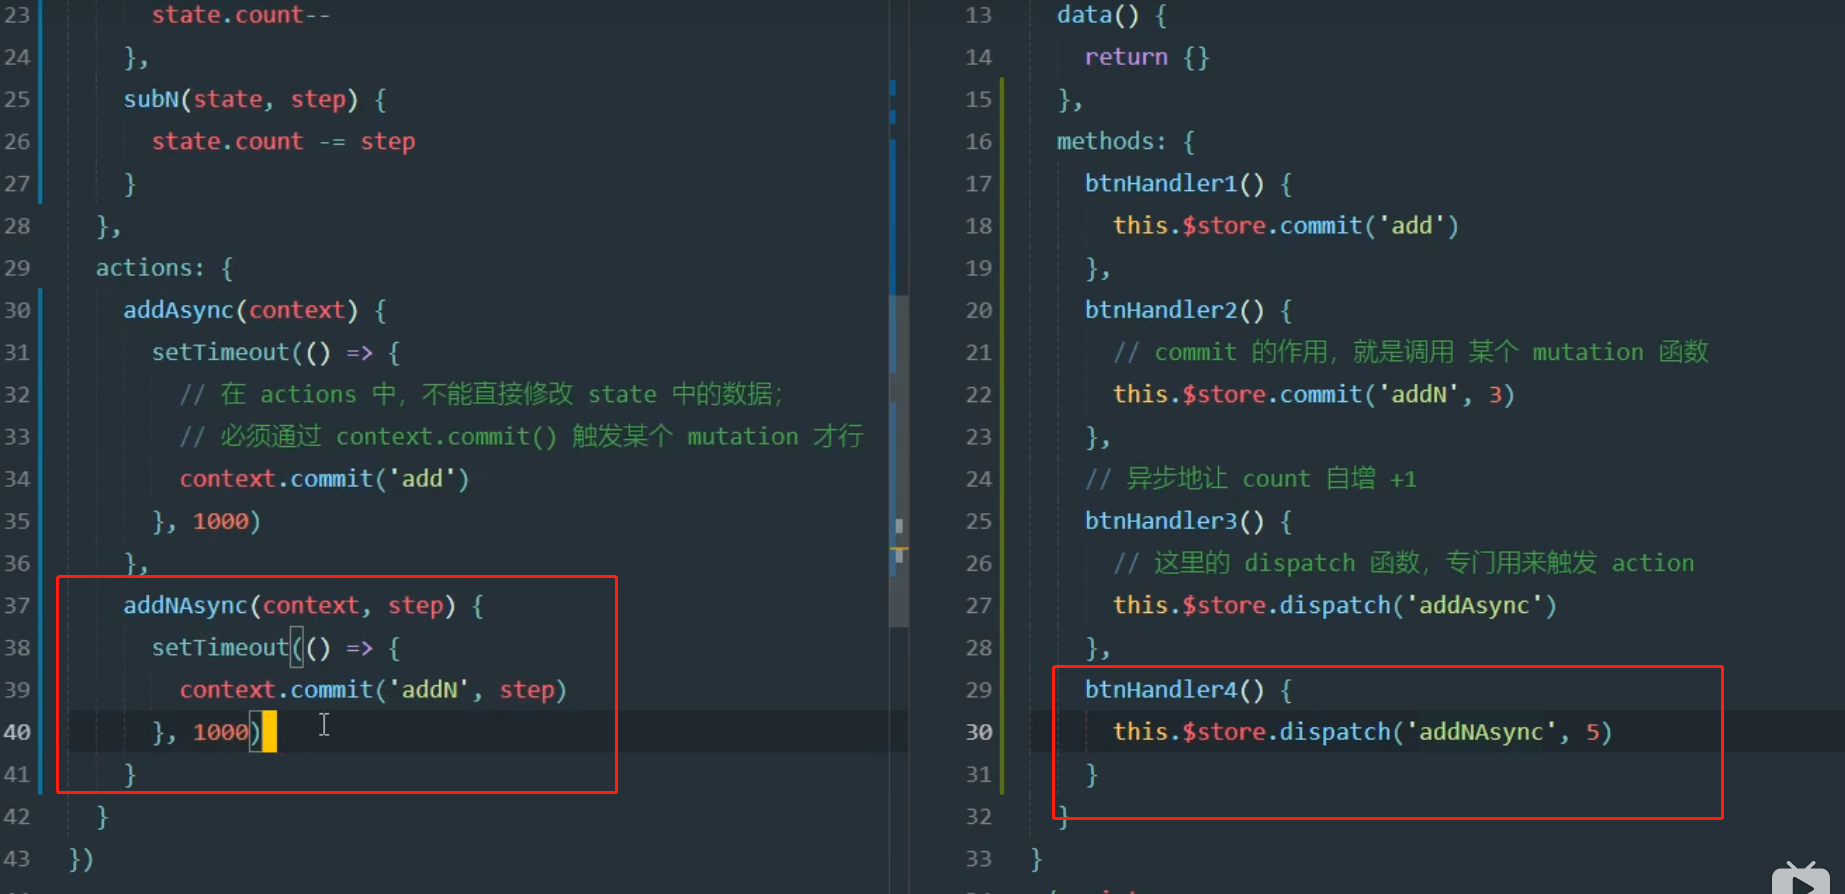 23 state.count--
24 },
25 subN(state, step) {
26 state.count -= step
27 }
28 },
29 actions: {
30 addAsync(context) {
31 setTimeout(() => {
32 // 在 actions 中，不能直接修改 state 中的数据；
33 // 必须通过 context.commit() 触发某个 mutation 才行
34 context.commit('add')
35 }, 1000)
36 },
37 addNAsync(context, step) {
38 setTimeout(() => {
39 context.commit('addN', step)
40 }, 1000)
41 }
42 }
43 })
13 data() {
14 return {}
15 },
16 methods: {
17 btnHandler1() {
18 this.$store.commit('add')
19 },
20 btnHandler2() {
21 // commit 的作用，就是调用 某个 mutation 函数
22 this.$store.commit('addN', 3)
23 },
24 // 异步地让 count 自增 +1
25 btnHandler3() {
26 // 这里的 dispatch 函数，专门用来触发 action
27 this.$store.dispatch('addAsync')
28 },
29 btnHandler4() {
30 this.$store.dispatch('addNAsync', 5)
31 }
32 }
33 }